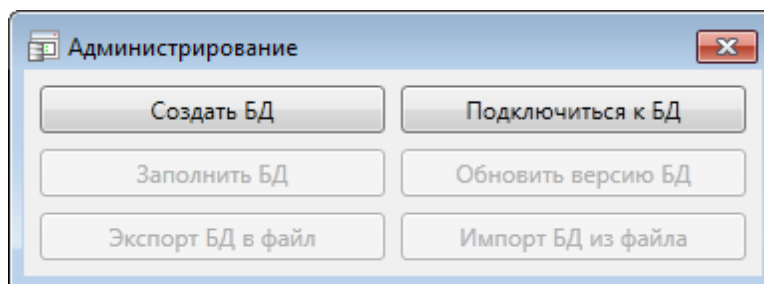 Администрирование
Создать БД Подключиться к БД
Заполнить БД Обновить версию БД
Экспорт БД в файл Импорт БД из файла